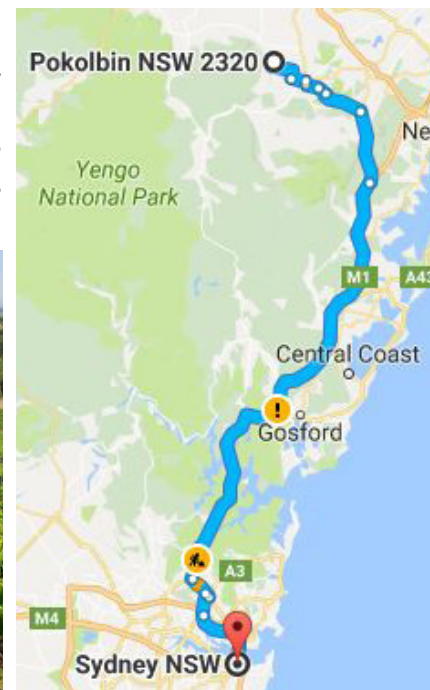 Pokolbin NSW 2320
Ne
Yengo
National Park
M1
A43
Central Coast
Gosford
A3
M4
Sydney NSW